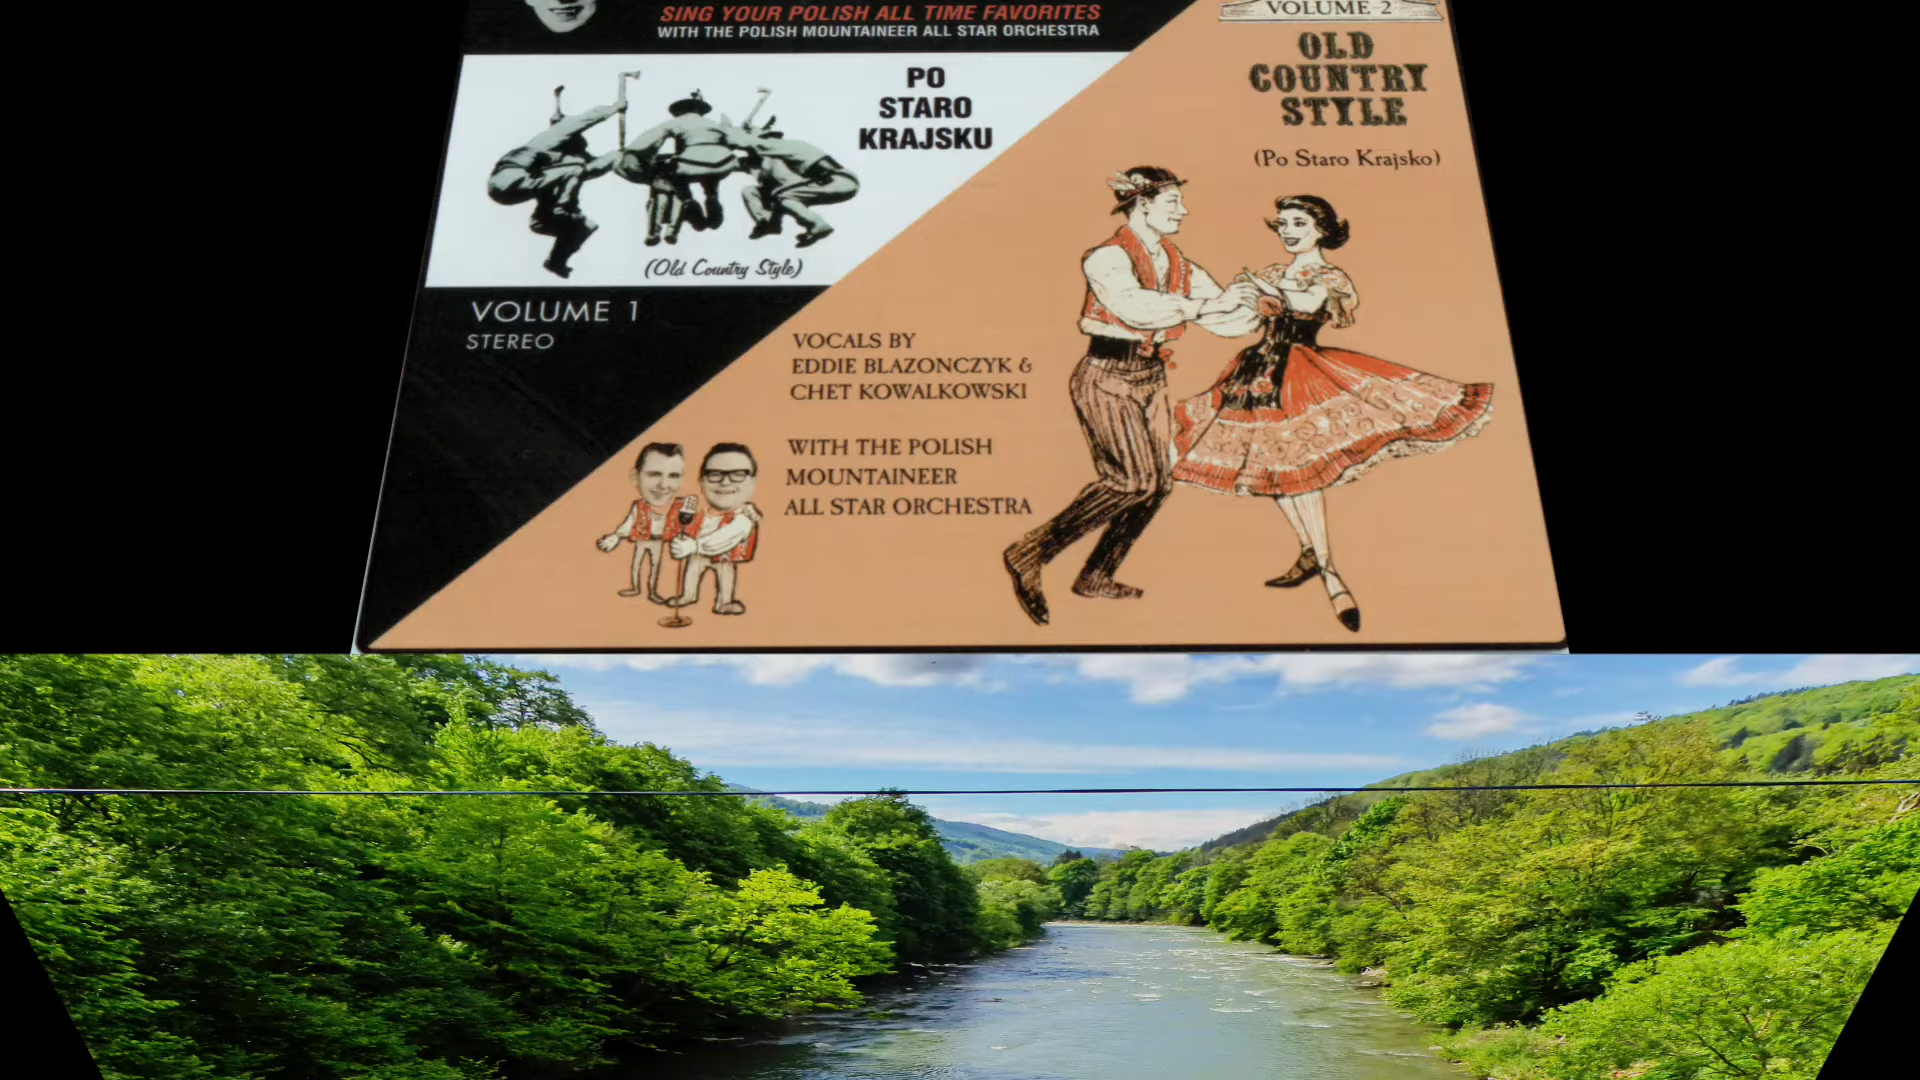 SING YOUR POLISH ALL TIME FAVORITES
WITH THE POLISH MOUNTAINEER ALL STAR ORCHESTRA
PO
STARO
KRAJSKU
(Old Country Style)
VOLUME 1
STEREO
VOLUME 2
OLD
COUNTRY
STYLE
(Po Staro Krajsko)
VOCALS BY
EDDIE BLAZONCZYK &
CHET KOWALKOWSKI
WITH THE POLISH
MOUNTAINEER
ALL STAR ORCHESTRA